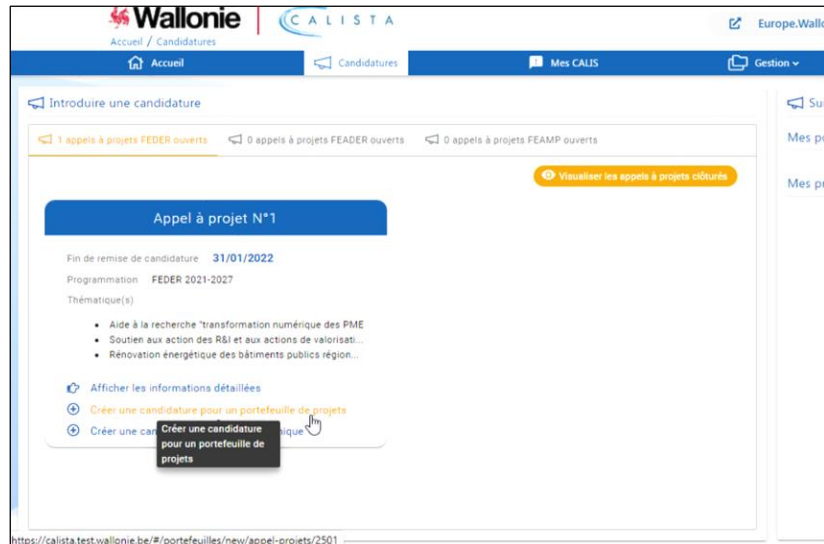 Wallonie
CALISTA
Europe.Wallo
Accueil / Candidatures
Accueil
Candidatures
Mes CALIS
Gestion
Introduire une candidature
Su
1 appels à projets FEDER ouverts
0 appels à projets FEADER ouverts
0 appels à projets FEAMP ouverts
Mes po
Visualiser les appels à projets clôturés
Mes pr
Appel à projet N°1
Fin de remise de candidature 31/01/2022
Programmation FEDER 2021-2027
Thématique(s)
Aide à la recherche "transformation numérique des PME
Soutien aux action des R&I et aux actions de valorisati...
Rénovation énergétique des bâtiments publics région...
Afficher les informations détaillées
Créer une candidature pour un portefeuille de projets
Créer une can
ique
Créer une candidature
pour un portefeuille de
projets
https://calista.test.wallonie.be/#/portefeuilles/new/appel-projets/2501